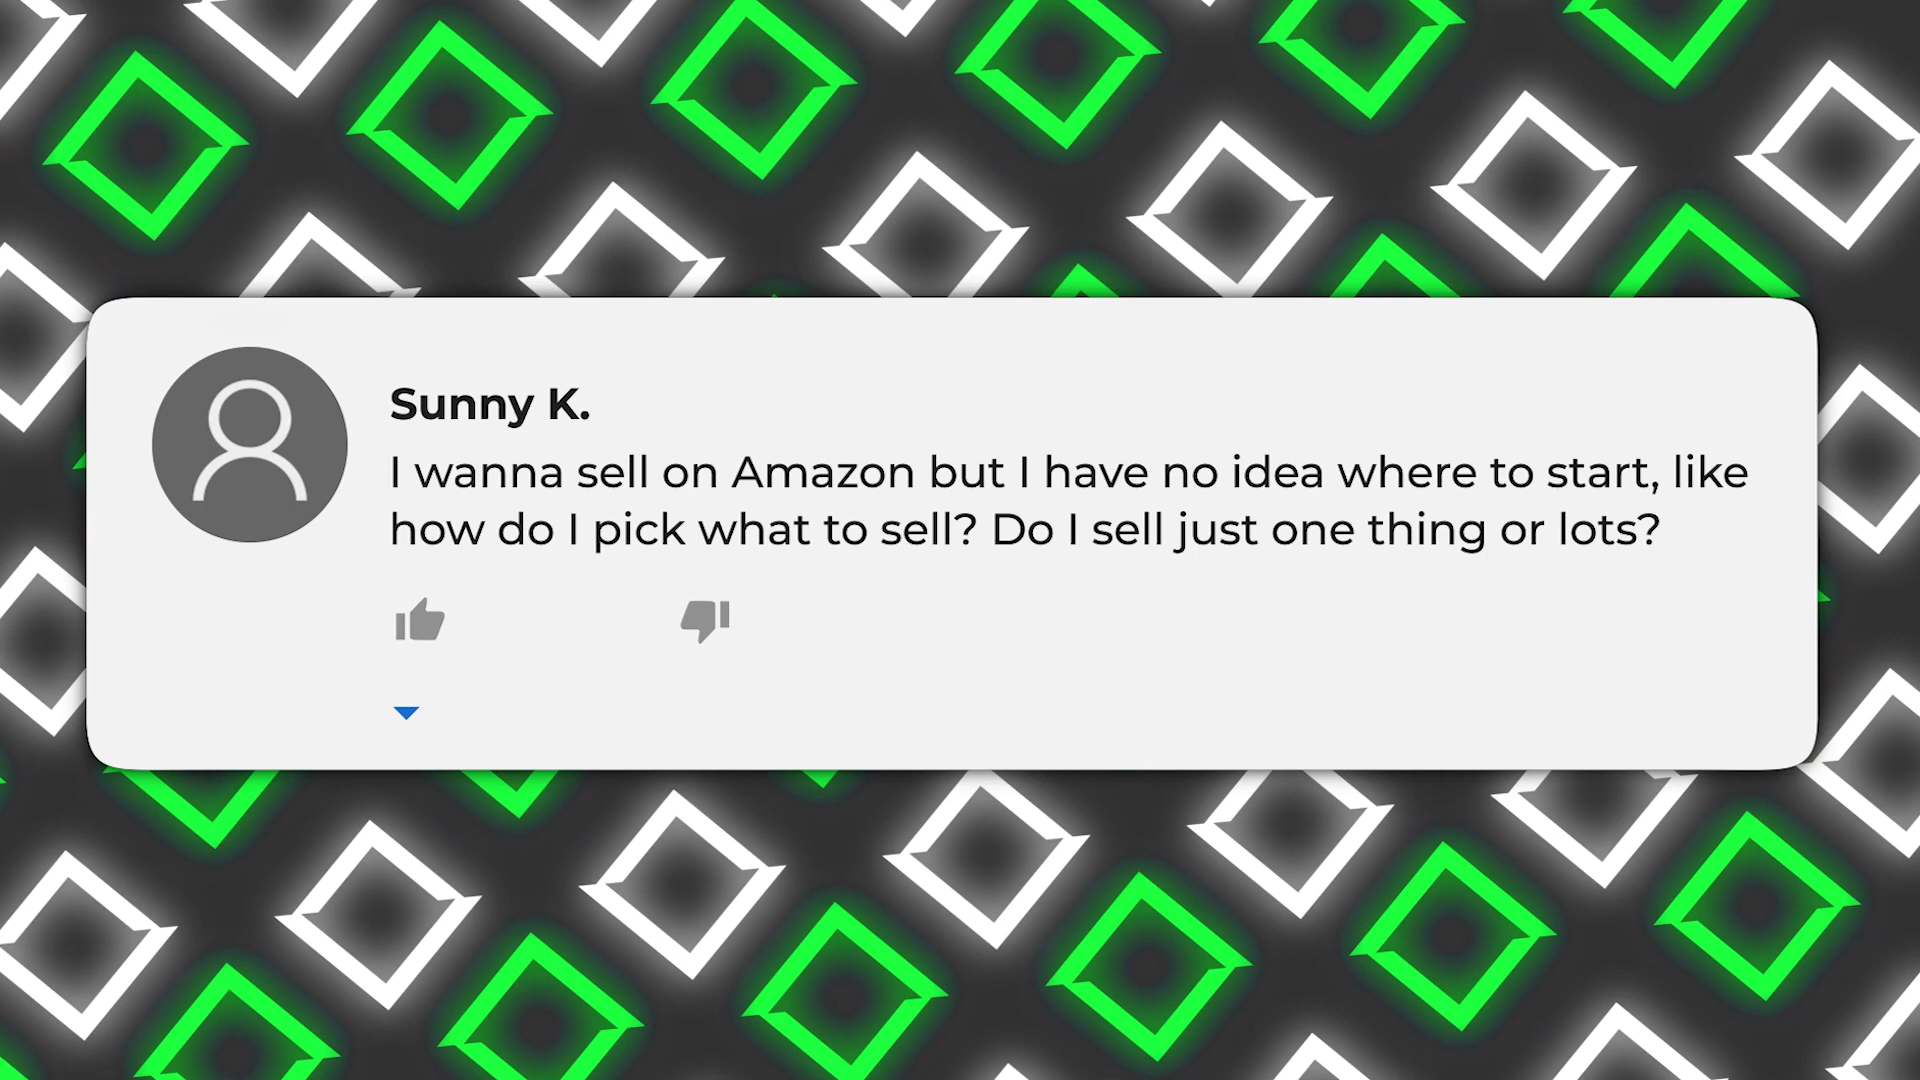 Sunny K.
I wanna sell on Amazon but I have no idea where to start, like
how do I pick what to sell? Do I sell just one thing or lots?